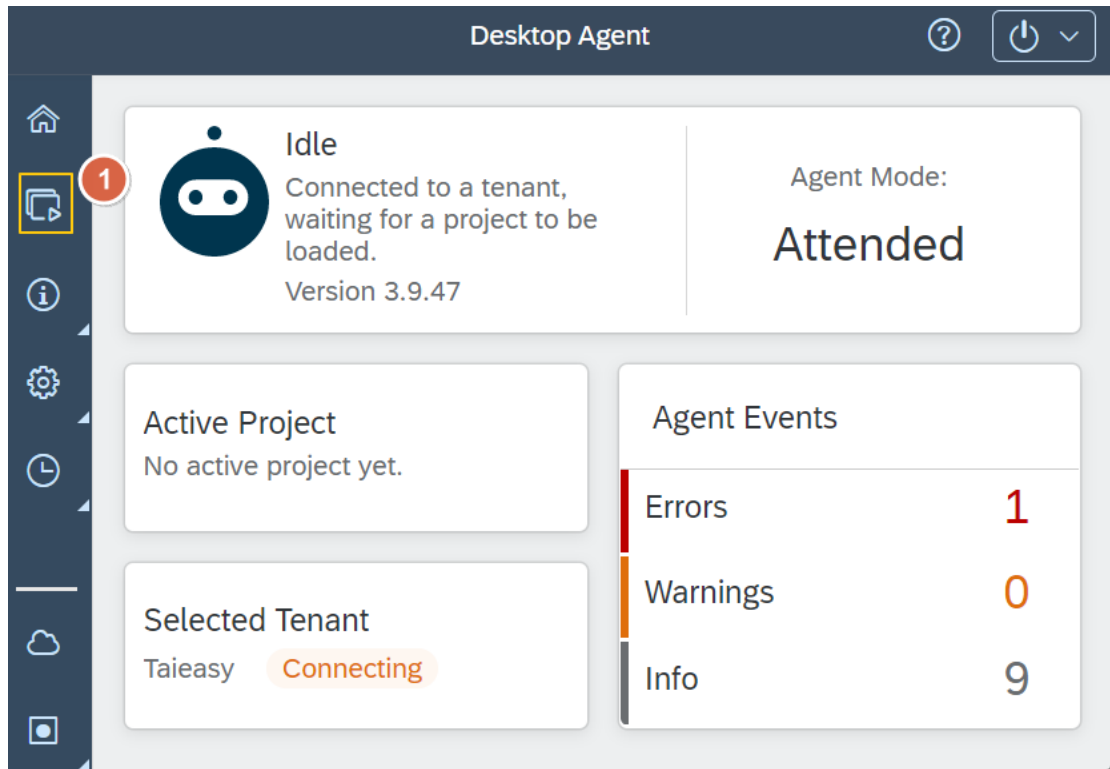 Desktop Agent
1
Idle
Connected to a tenant,
waiting for a project to be
loaded.
Version 3.9.47
Agent Mode:
Attended
Active Project
No active project yet.
Agent Events
Errors 1
Warnings 0
Info 9
Selected Tenant
Taieasy Connecting